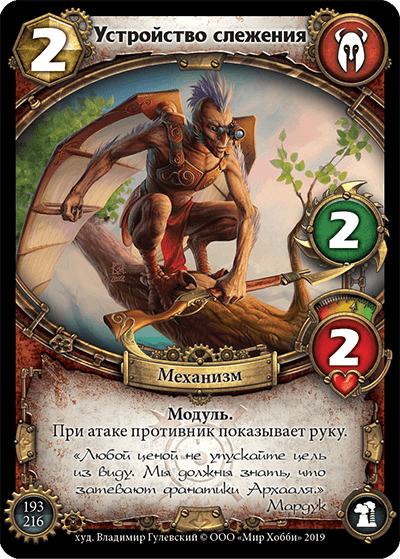 2
Устройство слежения
2
2
Механизм
Модуль.
При атаке противник показывает руку.
«Любой ценой не упускайте цель
из виду. Мы должны знать, что
затевают фанатики Архааля.»
Мардук
193
216
худ. Владимир Гулевский © ООО «Мир Хобби» 2019